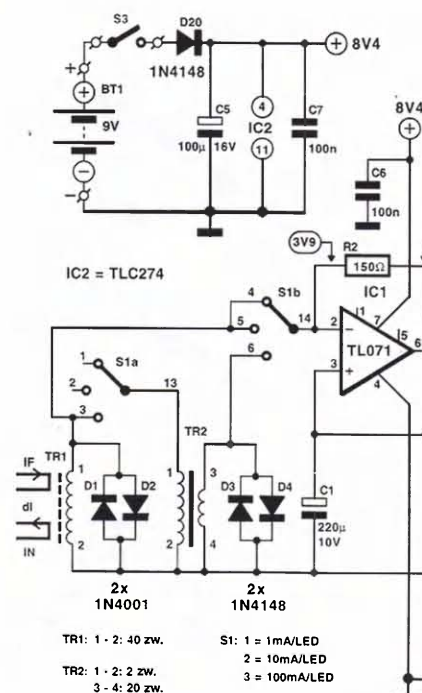 S3
D20
8V4
1N4148
+
BT1
9V
-
C5
100µ
16V
4
IC2
11
C7
100n
8V4
C6
100n
IC2 = TLC274
3V9
R2
150Ω
IC1
S1b
4
5
6
14
2
3
1
7
5
6
4
TL071
S1a
1
2
3
13
TR1
TR2
IF
dI
IN
1
2
D1
D2
1
2
3
4
D3
D4
C1
220µ
10V
2x
1N4001
2x
1N4148
TR1: 1 - 2: 40 zw.
TR2: 1 - 2: 2 zw.
3 - 4: 20 zw.
S1: 1 = 1mA/LED
2 = 10mA/LED
3 = 100mA/LED